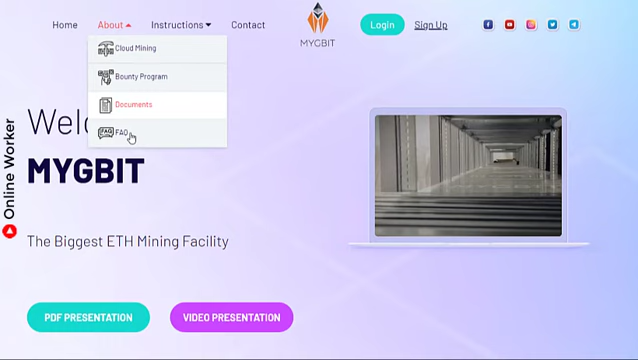 Home
About
Instructions
Contact
MYGBIT
Login
Sign Up
Cloud Mining
Bounty Program
Documents
FAQ
FAQ
Online Worker
MYGBIT
The Biggest ETH Mining Facility
PDF PRESENTATION
VIDEO PRESENTATION